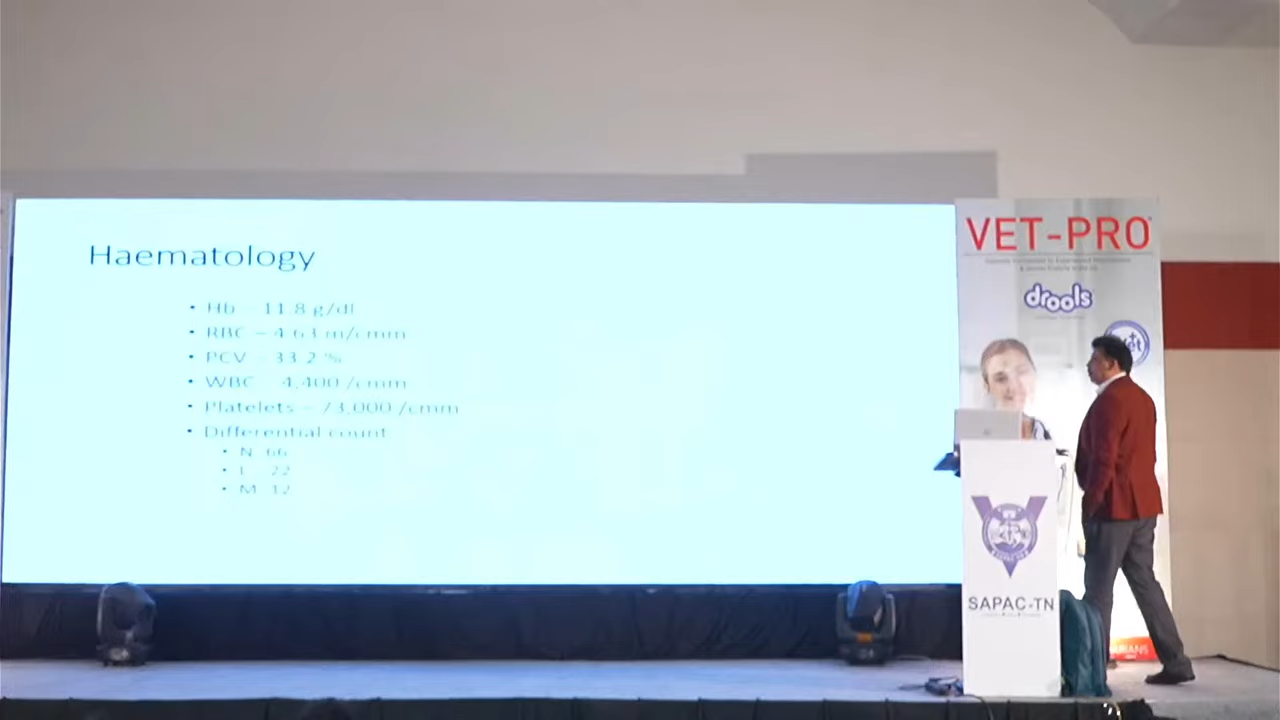 Haematology
• Hb – 11.8 g/dl
• RBC – 4.63 m/cmm
• PCV – 33.2 %
• WBC – 4,400 /cmm
• Platelets – 73,000 /cmm
• Differential count
• N 66
• L 22
• M 12
VET-PRO
drools
Vet
SAPAC-TN